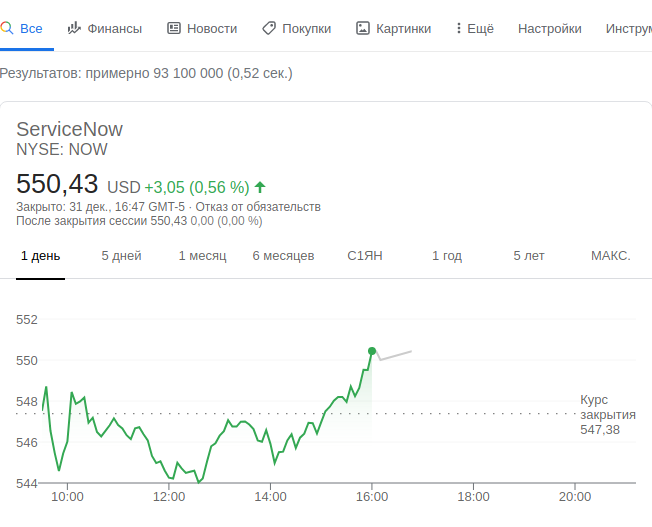 Все Финансы Новости Покупки Картинки Ещё Настройки Инструм
Результатов: примерно 93 100 000 (0,52 сек.)
ServiceNow
NYSE: NOW
550,43 USD +3,05 (0,56 %)
Закрыто: 31 дек., 16:47 GMT-5 · Отказ от обязательств
После закрытия сессии 550,43 0,00 (0,00 %)
1 день 5 дней 1 месяц 6 месяцев С1ЯН 1 год 5 лет МАКС.
552
550
548
546
544
Курс
закрытия
547,38
10:00 12:00 14:00 16:00 18:00 20:00